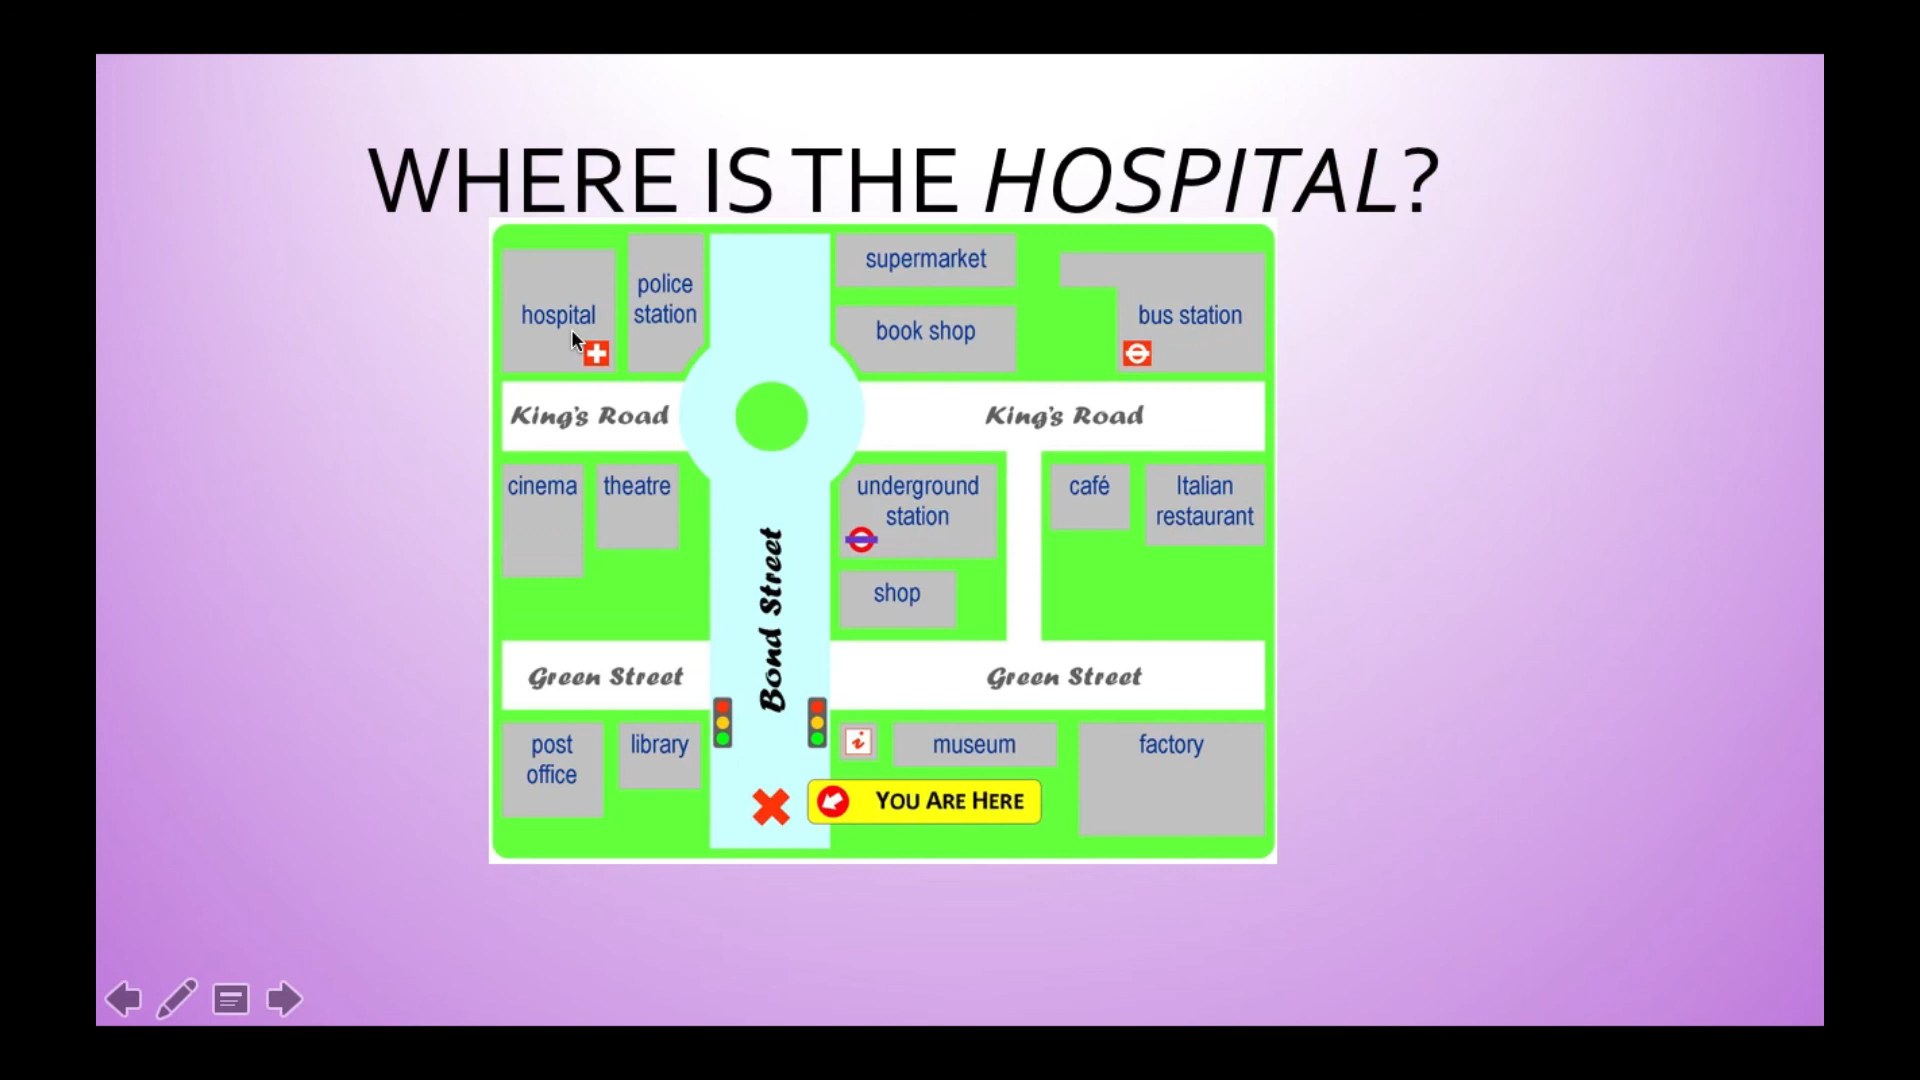 WHERE IS THE HOSPITAL?
supermarket
police
station
hospital
book shop
bus station
King's Road
King's Road
cinema
theatre
underground
station
café
Italian
restaurant
shop
Bond Street
Green Street
Green Street
post
office
library
i
museum
factory
YOU ARE HERE